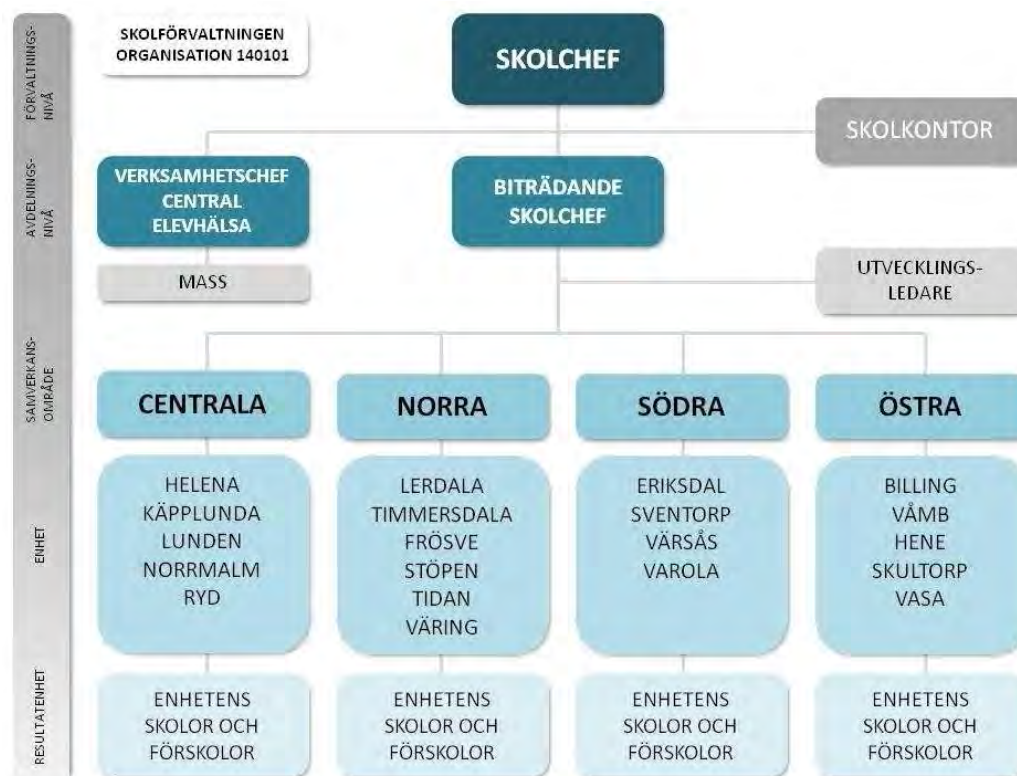 FÖRVALTNINGS-
NIVÅ
AVDELNINGS-
NIVÅ
SAMVERKANS-
OMRÅDE
ENHET
RESULTATENHET
SKOLFÖRVALTNINGEN
ORGANISATION 140101
SKOLCHEF
SKOLKONTOR
VERKSAMHETSCHEF
CENTRAL
ELEVHÄLSA
BITRÄDANDE
SKOLCHEF
MASS
UTVECKLINGS-
LEDARE
CENTRALA
NORRA
SÖDRA
ÖSTRA
HELENA
KÄPPLUNDA
LUNDEN
NORRMALM
RYD
LERDALA
TIMMERSDALA
FRÖSVE
STÖPEN
TIDAN
VÄRING
ERIKSDAL
SVENTORP
VÄRSÅS
VAROLA
BILLING
VÅMB
HENE
SKULTORP
VASA
ENHETENS
SKOLOR OCH
FÖRSKOLOR
ENHETENS
SKOLOR OCH
FÖRSKOLOR
ENHETENS
SKOLOR OCH
FÖRSKOLOR
ENHETENS
SKOLOR OCH
FÖRSKOLOR